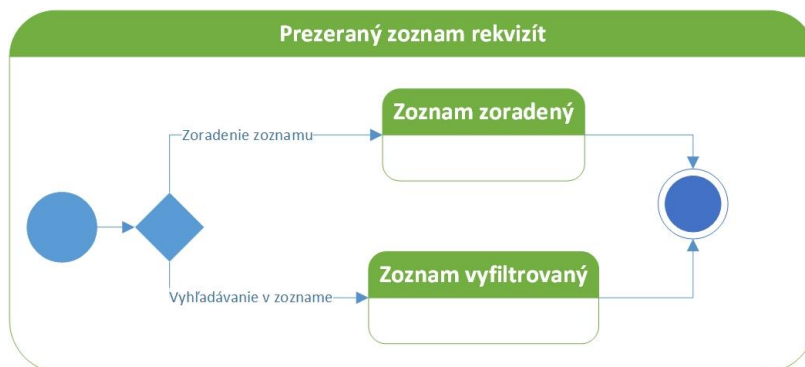 Prezeraný zoznam rekvizít
Zoznam zoradený
Zoradenie zoznamu
Zoznam vyfiltrovaný
Vyhľadávanie v zozname